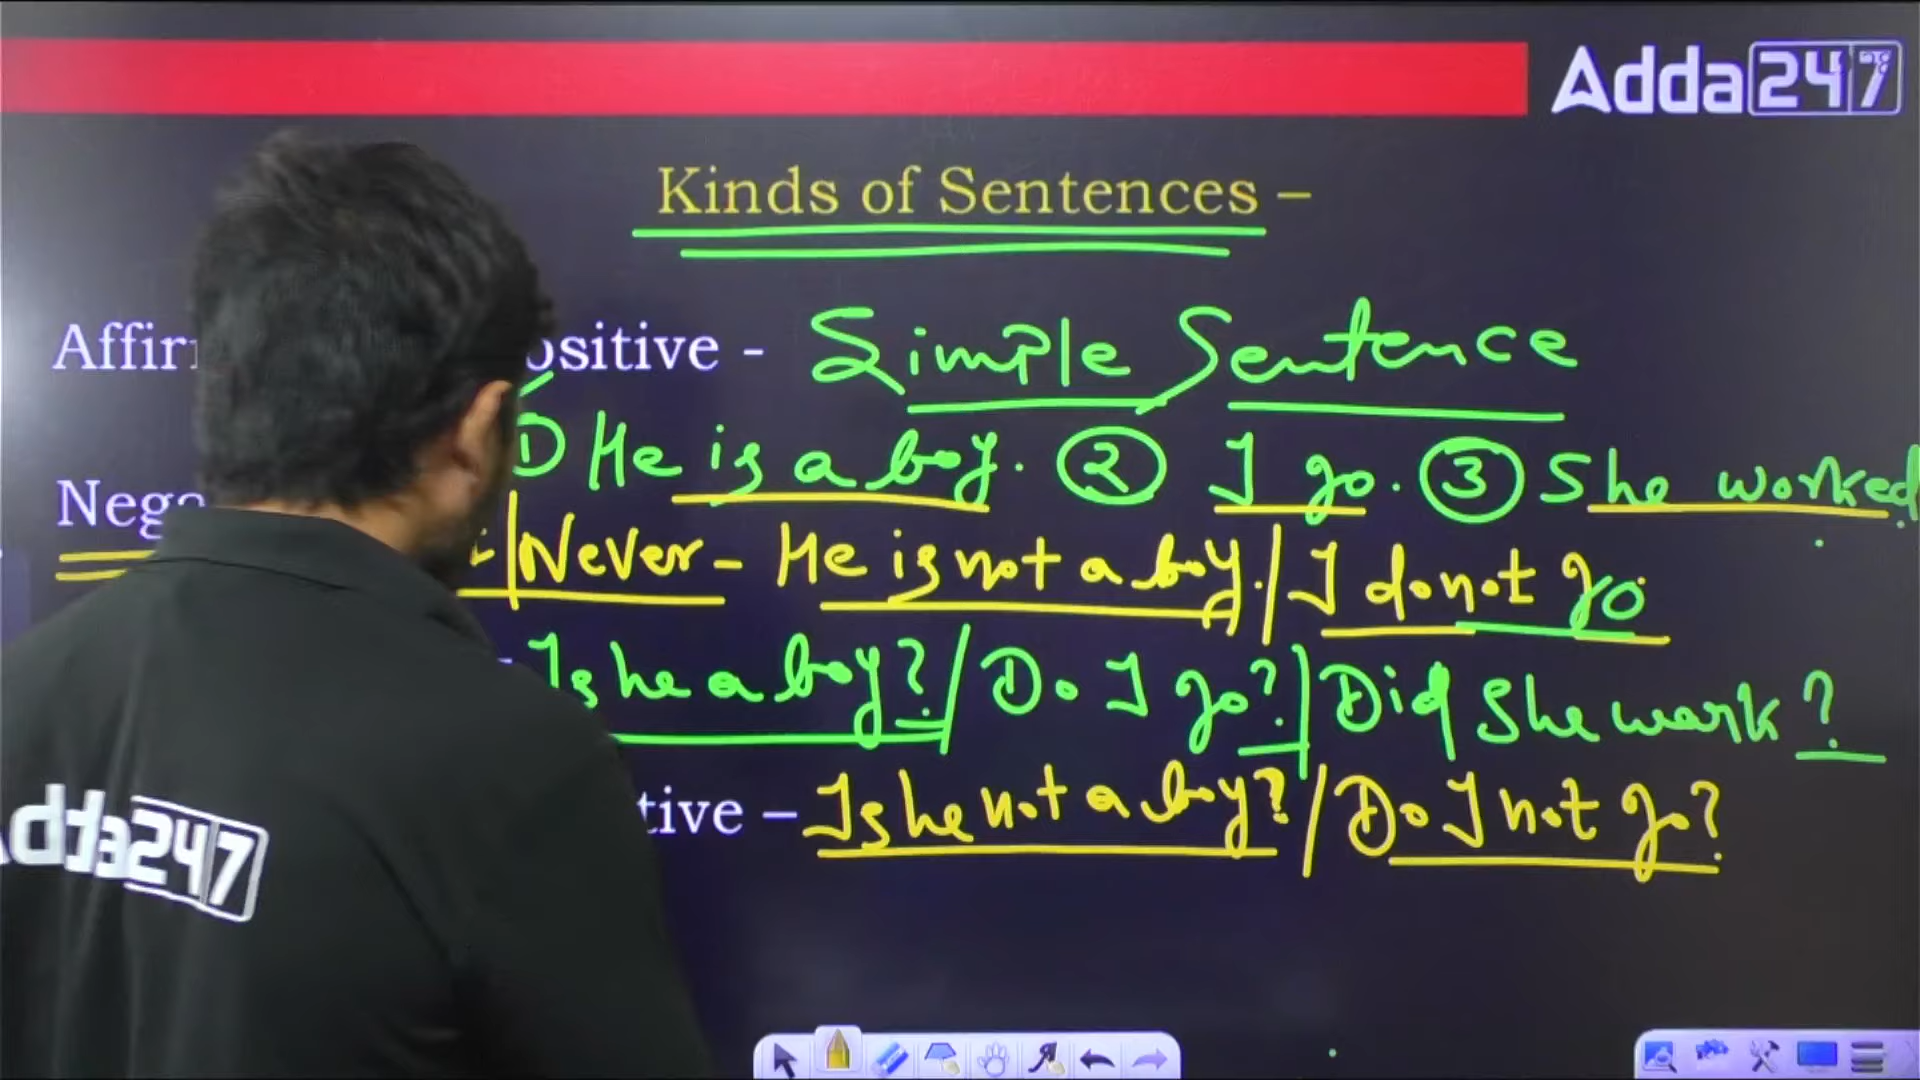 Adda247
Kinds of Sentences –
ositive - Simple Sentence
① He is a boy. ② I go. ③ She worked
Never - He is not a boy. / I do not go
Is he a boy? / Do I go? / Did she work?
tive – Is he not a boy? / Do I not go?
Adda247